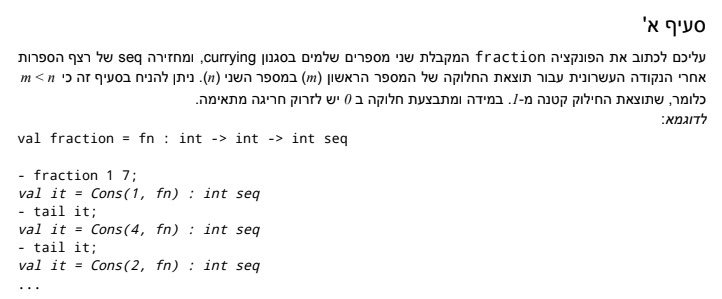 סעיף א'
עליכם לכתוב את הפונקציה fraction המקבלת שני מספרים שלמים בסגנון currying, ומחזירה seq של רצף הספרות
אחרי הנקודה העשרונית עבור תוצאת החלוקה של המספר הראשון (m) במספר השני (n). ניתן להניח בסעיף זה כי m < n
כלומר, שתוצאת החילוק קטנה מ-1. במידה ומתבצעת חלוקה ב 0 יש לזרוק חריגה מתאימה.
לדוגמא:
val fraction = fn : int -> int -> int seq
- fraction 1 7;
val it = Cons(1, fn) : int seq
- tail it;
val it = Cons(4, fn) : int seq
- tail it;
val it = Cons(2, fn) : int seq
...